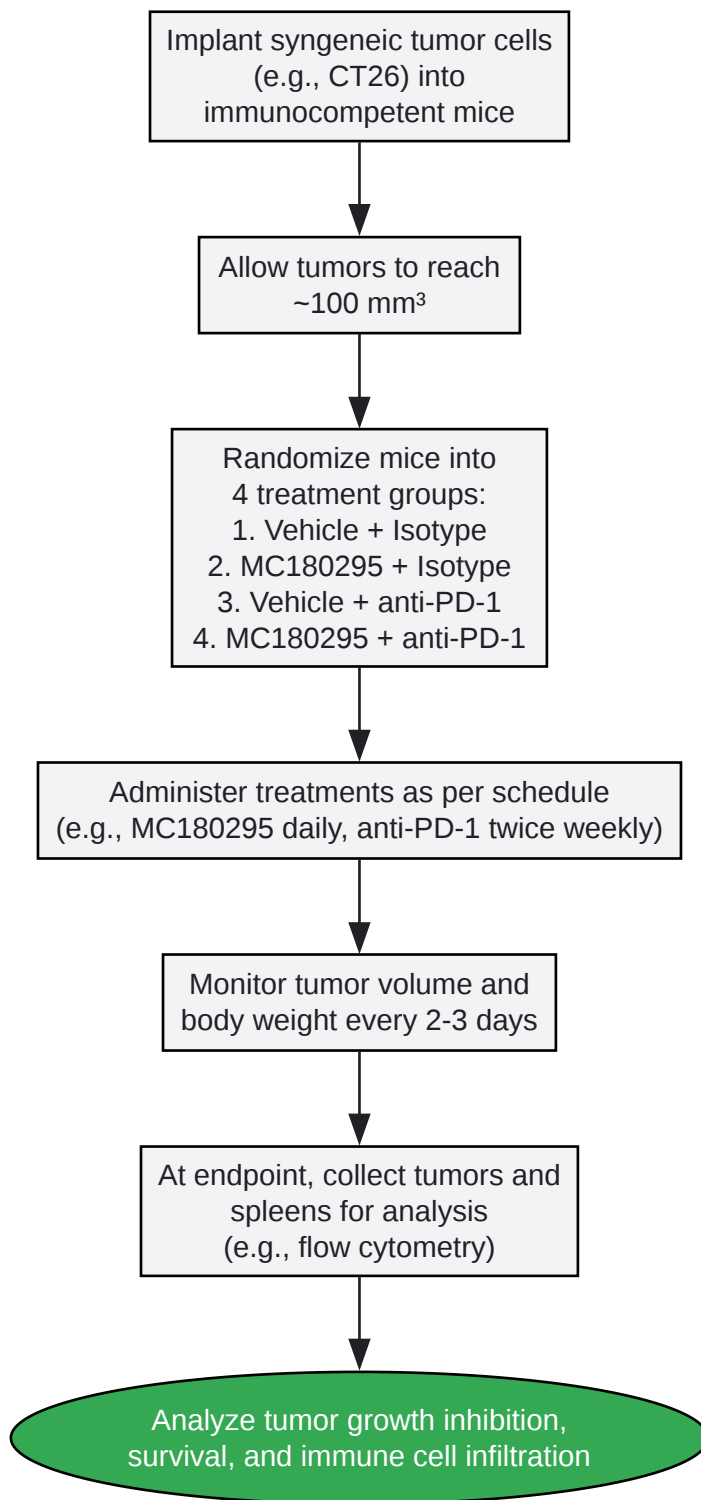 Implant syngeneic tumor cells
(e.g., CT26) into
immunocompetent mice
Allow tumors to reach
~100 mm³
Randomize mice into
4 treatment groups:
1. Vehicle + Isotype
2. MC180295 + Isotype
3. Vehicle + anti-PD-1
4. MC180295 + anti-PD-1
Administer treatments as per schedule
(e.g., MC180295 daily, anti-PD-1 twice weekly)
Monitor tumor volume and
body weight every 2-3 days
At endpoint, collect tumors and
spleens for analysis
(e.g., flow cytometry)
Analyze tumor growth inhibition,
survival, and immune cell infiltration